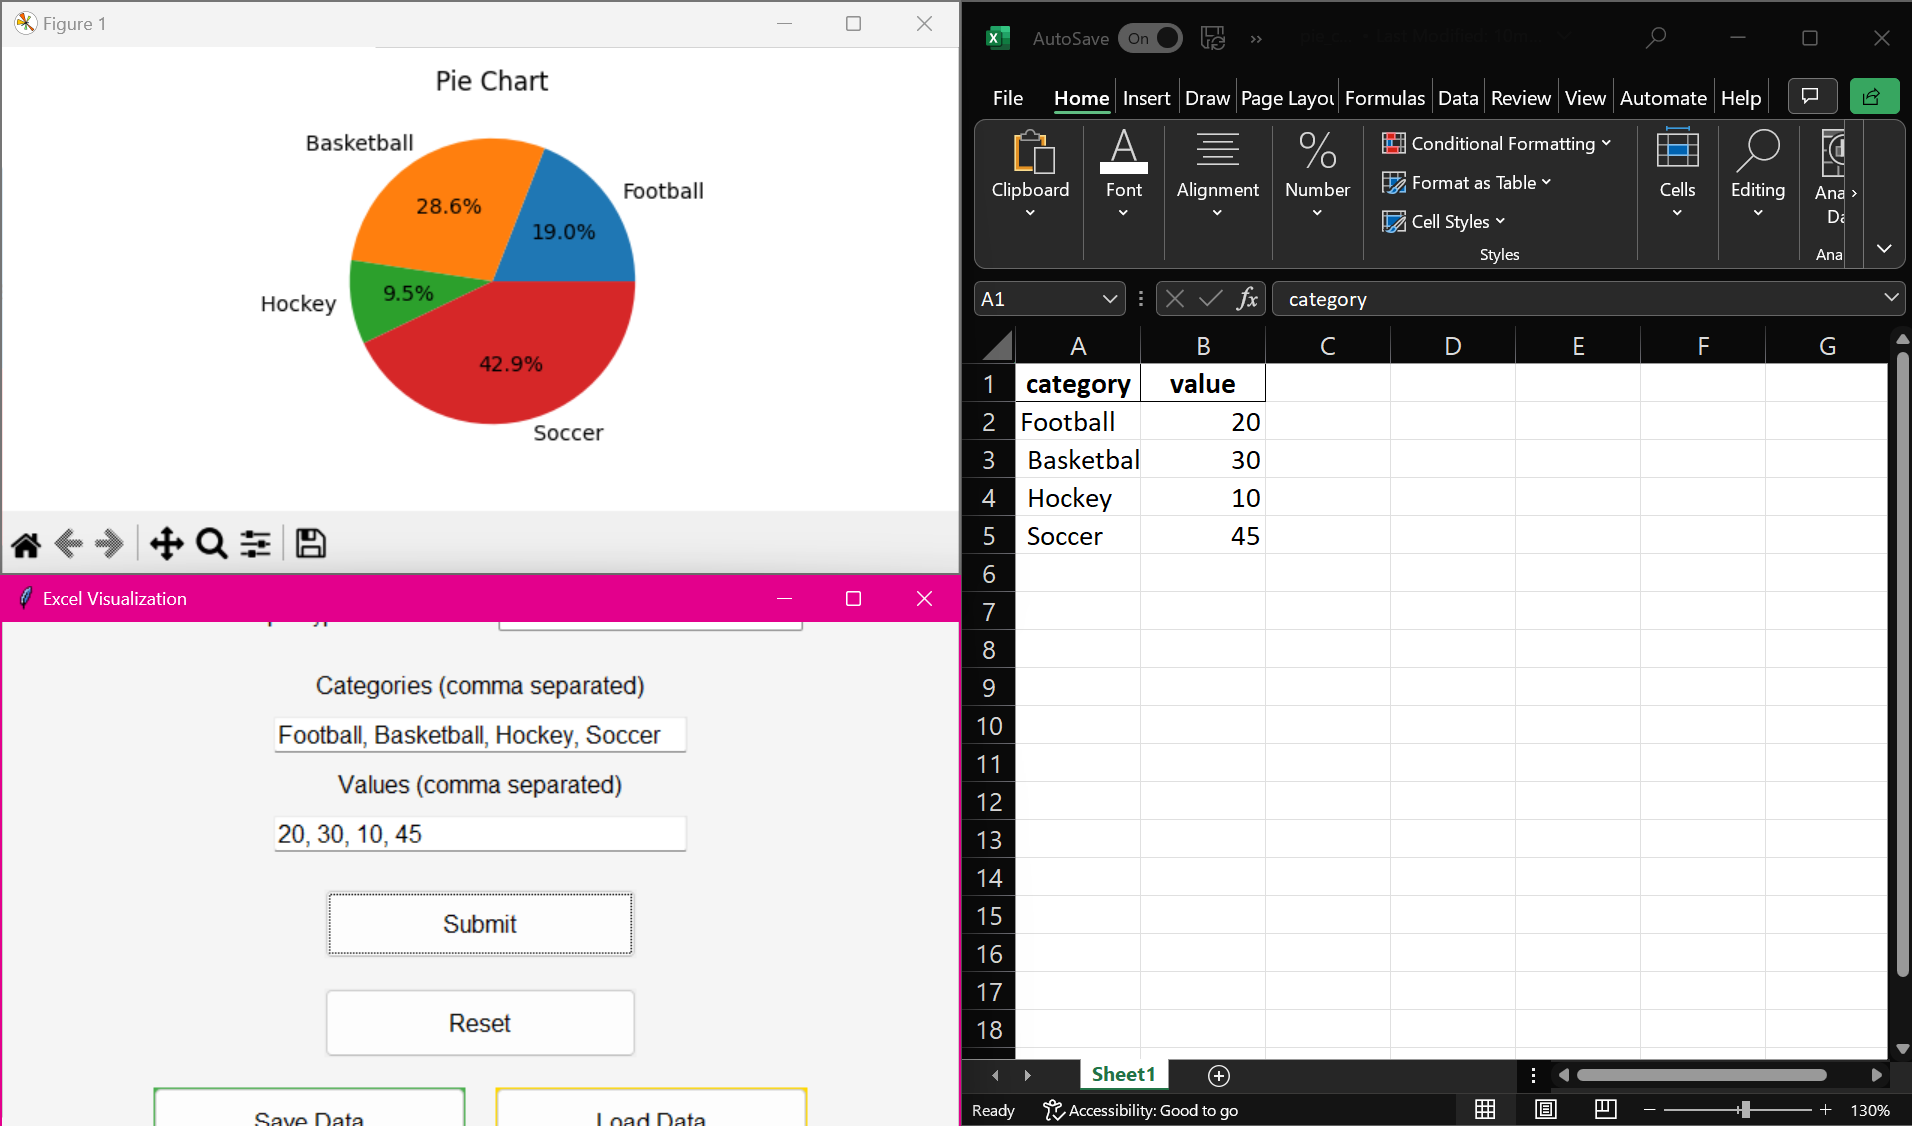 Figure 1
Pie Chart
Basketball
Football
28.6%
19.0%
Hockey
9.5%
42.9%
Soccer
Excel Visualization
Categories (comma separated)
Football, Basketball, Hockey, Soccer
Values (comma separated)
20, 30, 10, 45
Submit
Reset
Save Data
Load Data
AutoSave On
File Home Insert Draw Page Layou Formulas Data Review View Automate Help
Clipboard
Font
Alignment
Number
Conditional Formatting
Format as Table
Cell Styles
Styles
Cells
Editing
Ana
Da
Ana
A1
fx
category
A B C D E F G
1 category value
2 Football 20
3 Basketbal 30
4 Hockey 10
5 Soccer 45
6
7
8
9
10
11
12
13
14
15
16
17
18
Sheet1
Ready
Accessibility: Good to go
130%